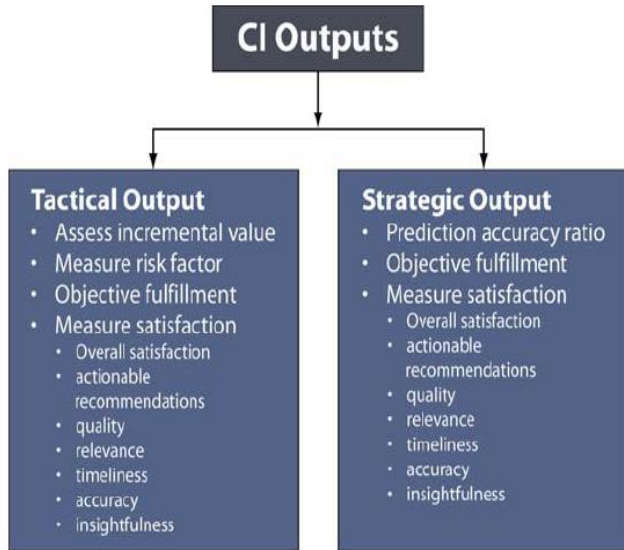 CI Outputs
Tactical Output
• Assess incremental value
• Measure risk factor
• Objective fulfillment
• Measure satisfaction
• Overall satisfaction
• actionable
recommendations
• quality
• relevance
• timeliness
• accuracy
• insightfulness
Strategic Output
• Prediction accuracy ratio
• Objective fulfillment
• Measure satisfaction
• Overall satisfaction
• actionable
recommendations
• quality
• relevance
• timeliness
• accuracy
• insightfulness